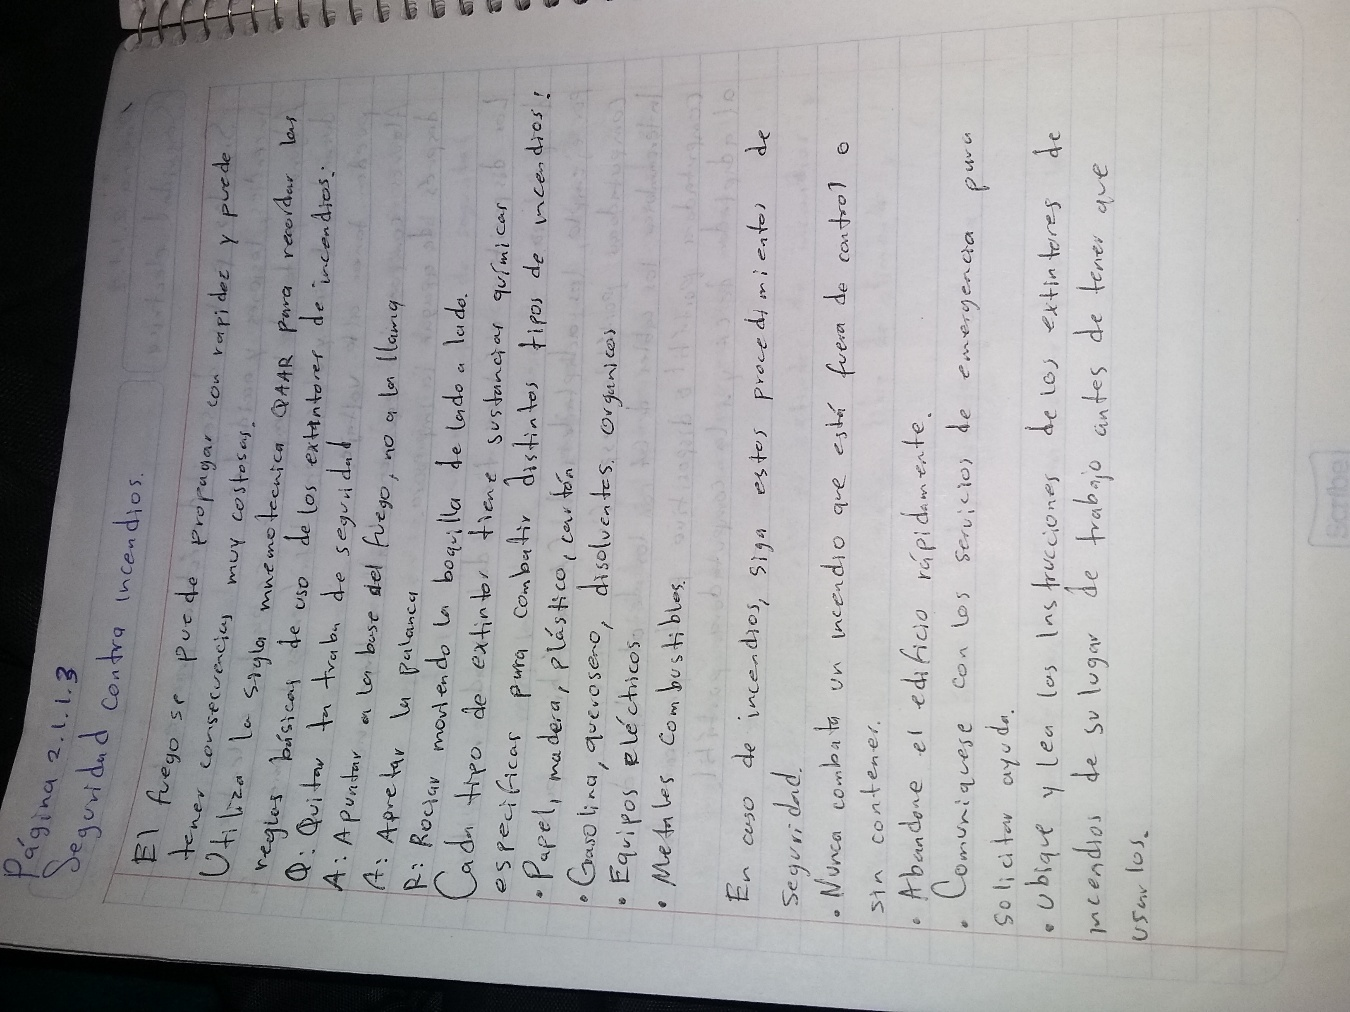 Página 2.1.1.3
Seguridad contra incendios.
El fuego se puede propagar con rapidez y puede
tener consecuencias muy costosas.
Utiliza la sigla mnemotecnica QAAR para recordar las
reglas básicas de uso de los extintores de incendios:
Q: Quitar la traba de seguridad
A: Apuntar a la base del fuego, no a la llama
A: Apretar la palanca
R: Rociar moviendo la boquilla de lado a lado.
Cada tipo de extintor tiene sustancias químicas
especificas para combatir distintos tipos de incendios:
• Papel, madera, plástico, cartón
• Gasolina, queroseno, disolventes organicos
• Equipos eléctricos
• Metales combustibles.
En caso de incendios, siga estos procedimientos de
seguridad.
• Nunca combata un incendio que está fuera de control o
sin contener.
• Abandone el edificio rápidamente.
• Comuniquese con los servicios de emergencia para
solicitar ayuda.
• Ubique y lea las instrucciones de los extintores de
incendios de su lugar de trabajo antes de tener que
usarlos.
Scribe